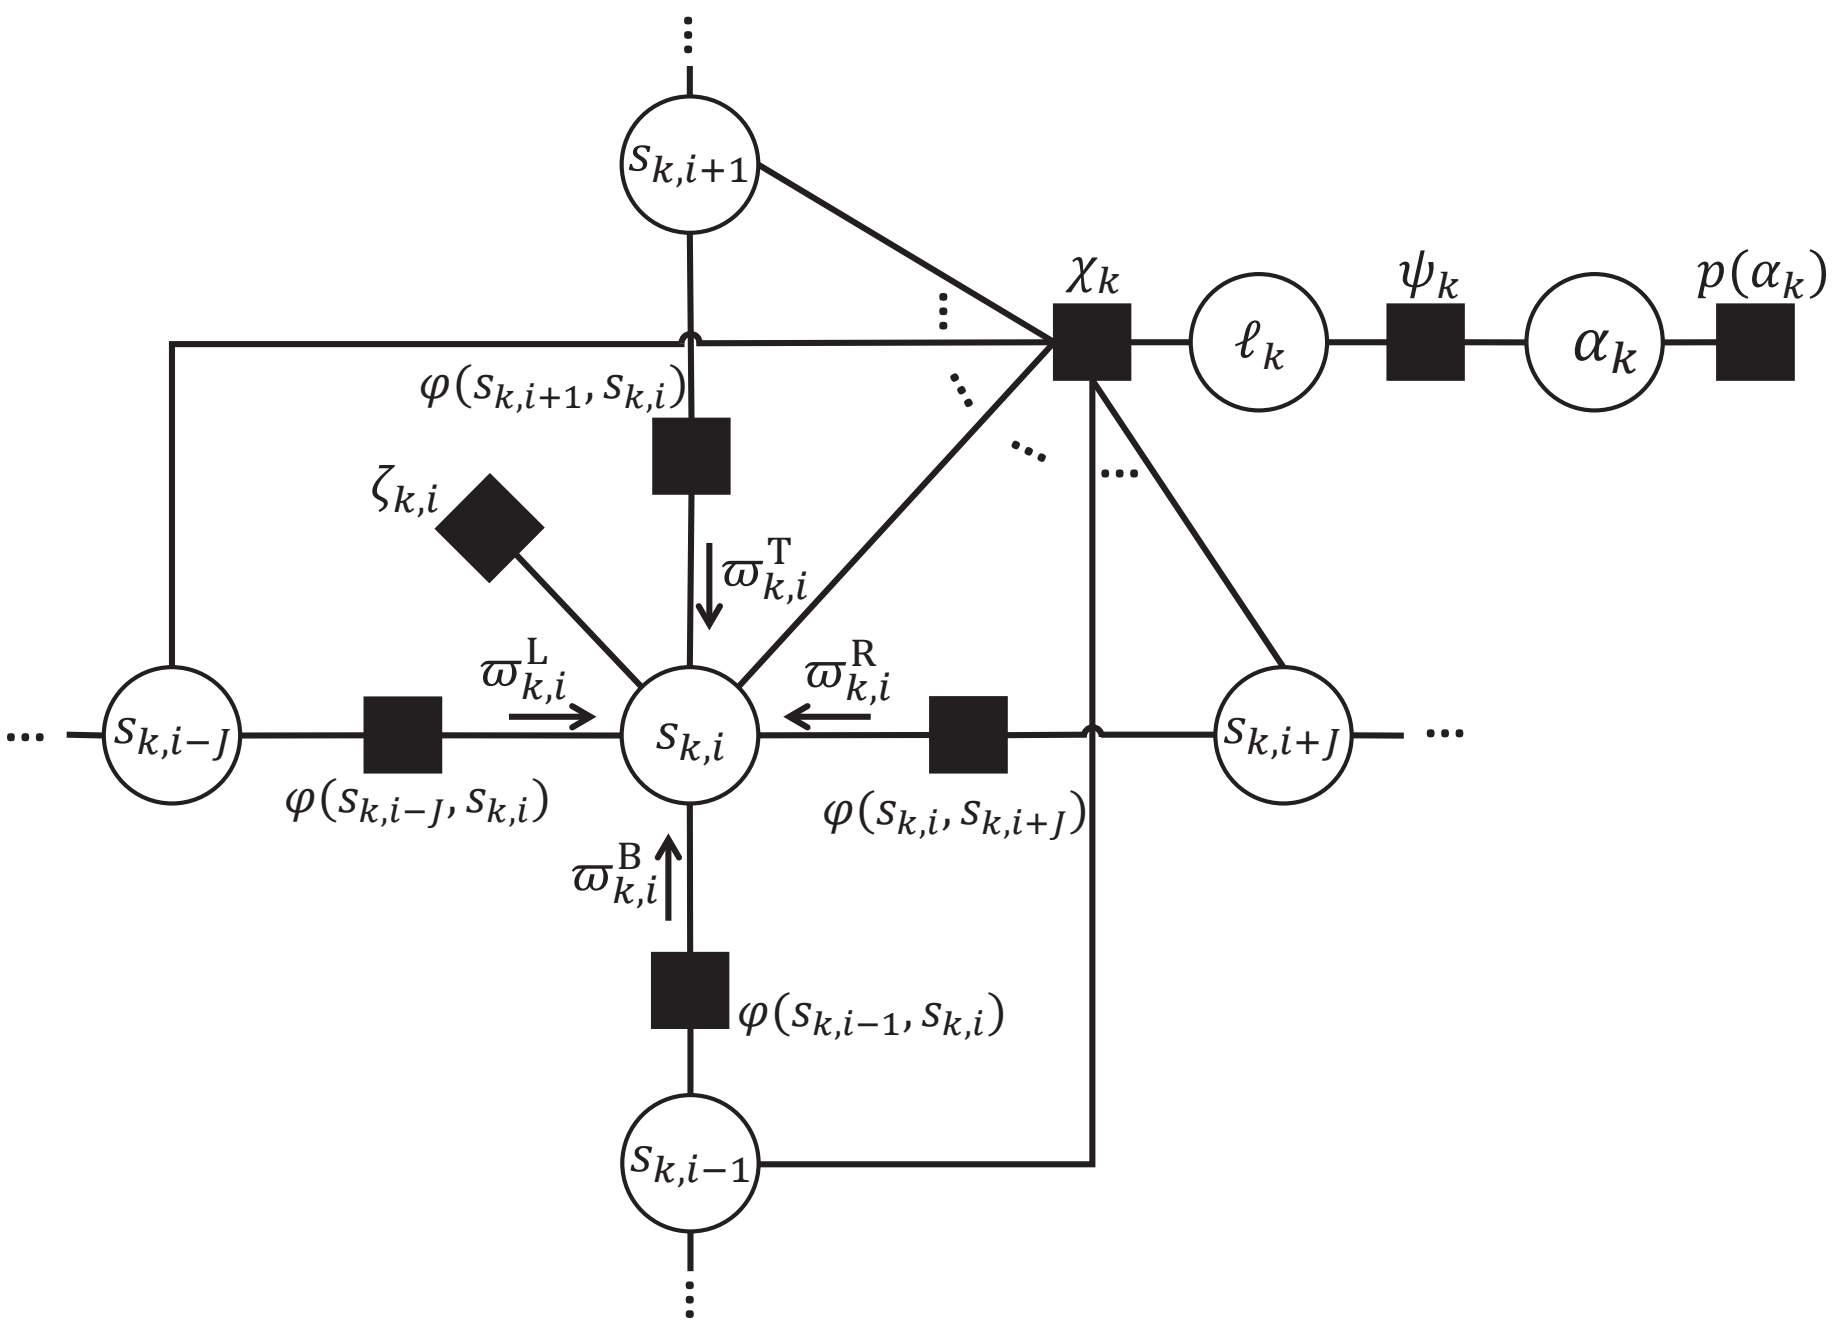 ⋮
s_{k,i+1}
χ_k
ψ_k
p(α_k)
⋮
ℓ_k
α_k
φ(s_{k,i+1}, s_{k,i})
⋱
⋱
…
ζ_{k,i}
ϖ^T_{k,i}
ϖ^L_{k,i}
ϖ^R_{k,i}
…
s_{k,i−J}
s_{k,i}
s_{k,i+J}
…
φ(s_{k,i−J}, s_{k,i})
φ(s_{k,i}, s_{k,i+J})
ϖ^B_{k,i}
φ(s_{k,i−1}, s_{k,i})
s_{k,i−1}
⋮